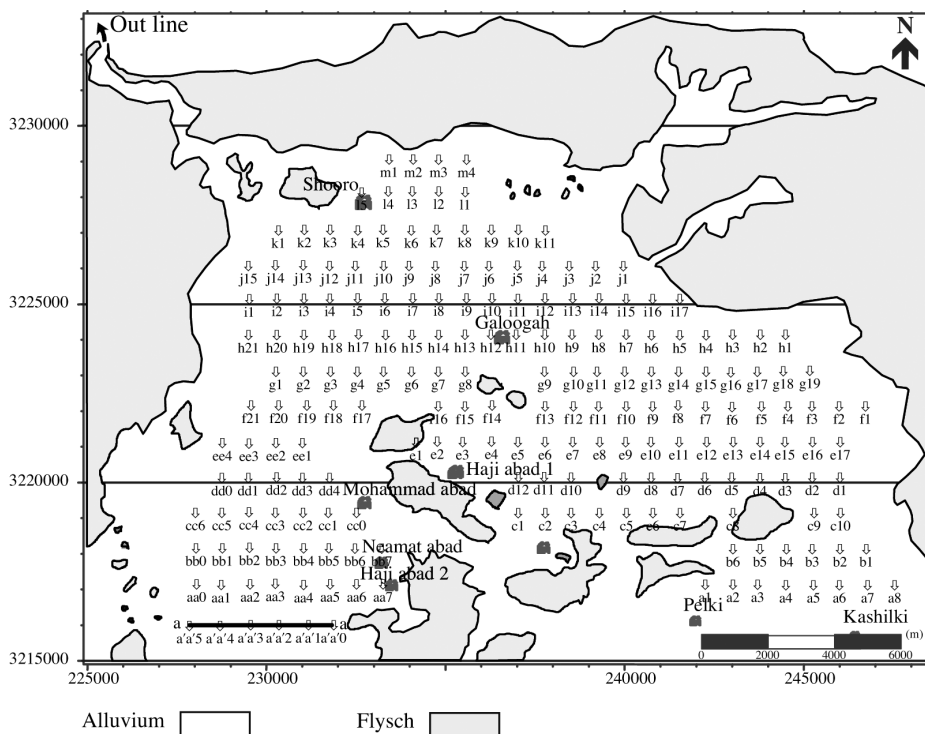 Out line
N
3230000
m1 m2 m3 m4
Shooro
l5 l4 l3 l2 l1
k1 k2 k3 k4 k5 k6 k7 k8 k9 k10 k11
j15 j14 j13 j12 j11 j10 j9 j8 j7 j6 j5 j4 j3 j2 j1
3225000
i1 i2 i3 i4 i5 i6 i7 i8 i9 i10 i11 i12 i13 i14 i15 i16 i17
Galoogah
h21 h20 h19 h18 h17 h16 h15 h14 h13 h12 h11 h10 h9 h8 h7 h6 h5 h4 h3 h2 h1
g1 g2 g3 g4 g5 g6 g7 g8 g9 g10 g11 g12 g13 g14 g15 g16 g17 g18 g19
f21 f20 f19 f18 f17 f16 f15 f14 f13 f12 f11 f10 f9 f8 f7 f6 f5 f4 f3 f2 f1
ee4 ee3 ee2 ee1 e1 e2 e3 e4 e5 e6 e7 e8 e9 e10 e11 e12 e13 e14 e15 e16 e17
Haji abad 1
3220000
dd0 dd1 dd2 dd3 dd4 d12 d11 d10 d9 d8 d7 d6 d5 d4 d3 d2 d1
Mohammad abad
cc6 cc5 cc4 cc3 cc2 cc1 cc0 c1 c2 c3 c4 c5 c6 c7 c8 c9 c10
Neamat abad
bb0 bb1 bb2 bb3 bb4 bb5 bb6 bb7 b6 b5 b4 b3 b2 b1
Haji abad 2
aa0 aa1 aa2 aa3 aa4 aa5 aa6 aa7 a1 a2 a3 a4 a5 a6 a7 a8
Pelki
Kashilki
a a
a'a'5 a'a'4 a'a'3 a'a'2 a'a'1 a'a'0
(m)
0 2000 4000 6000
3215000
225000 230000 235000 240000 245000
Alluvium Flysch